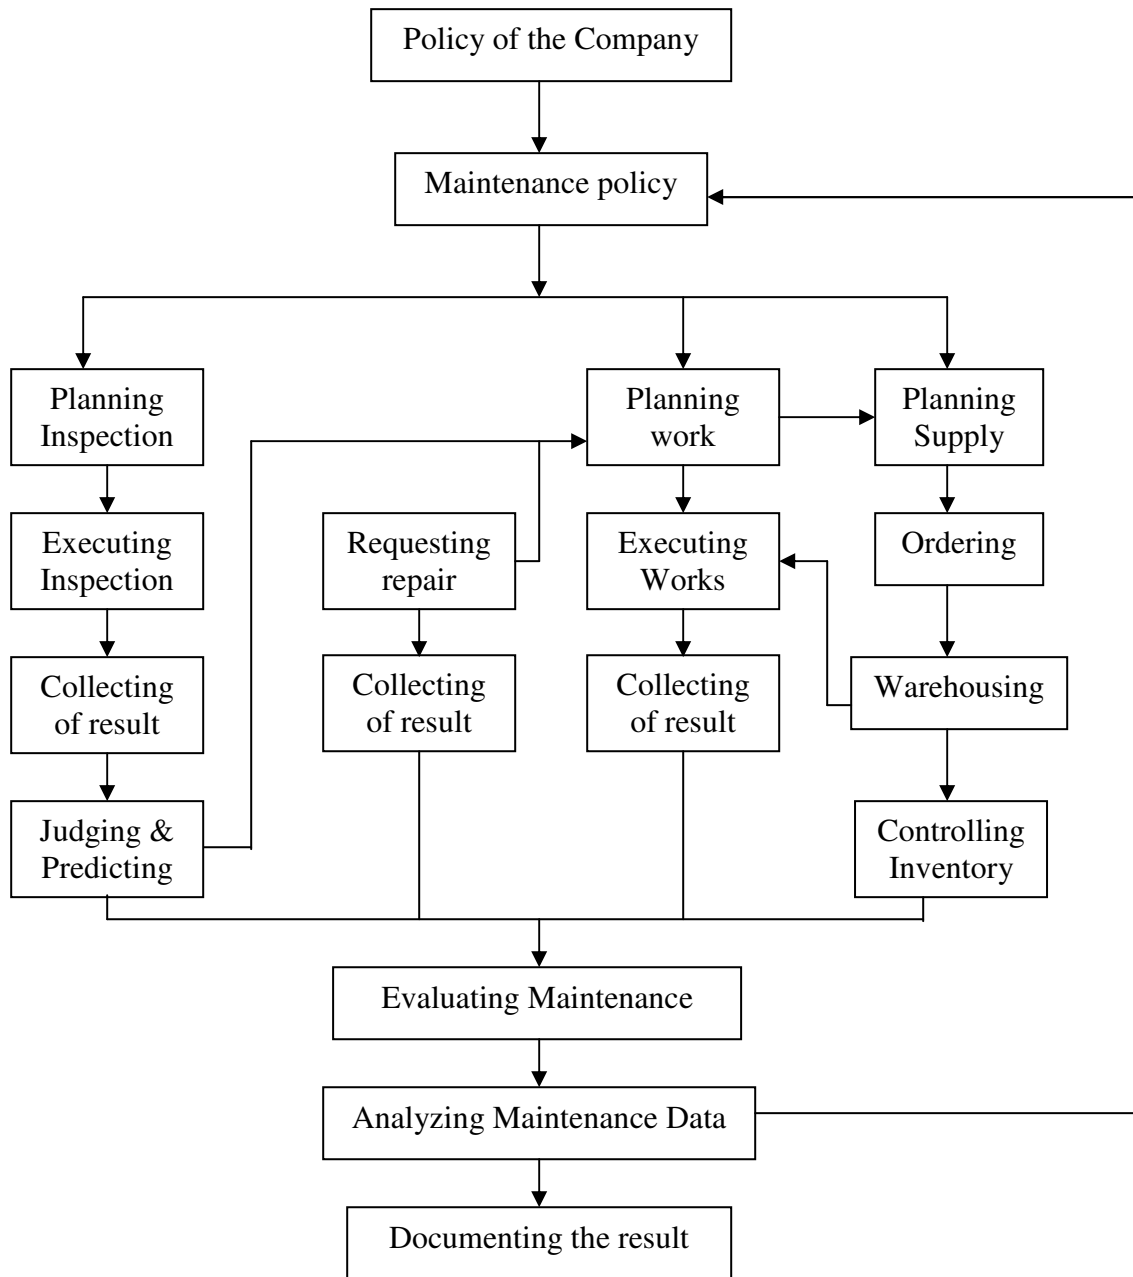 Policy of the Company
Maintenance policy
Planning
Inspection
Planning
work
Planning
Supply
Executing
Inspection
Requesting
repair
Executing
Works
Ordering
Collecting
of result
Collecting
of result
Collecting
of result
Warehousing
Judging &
Predicting
Controlling
Inventory
Evaluating Maintenance
Analyzing Maintenance Data
Documenting the result